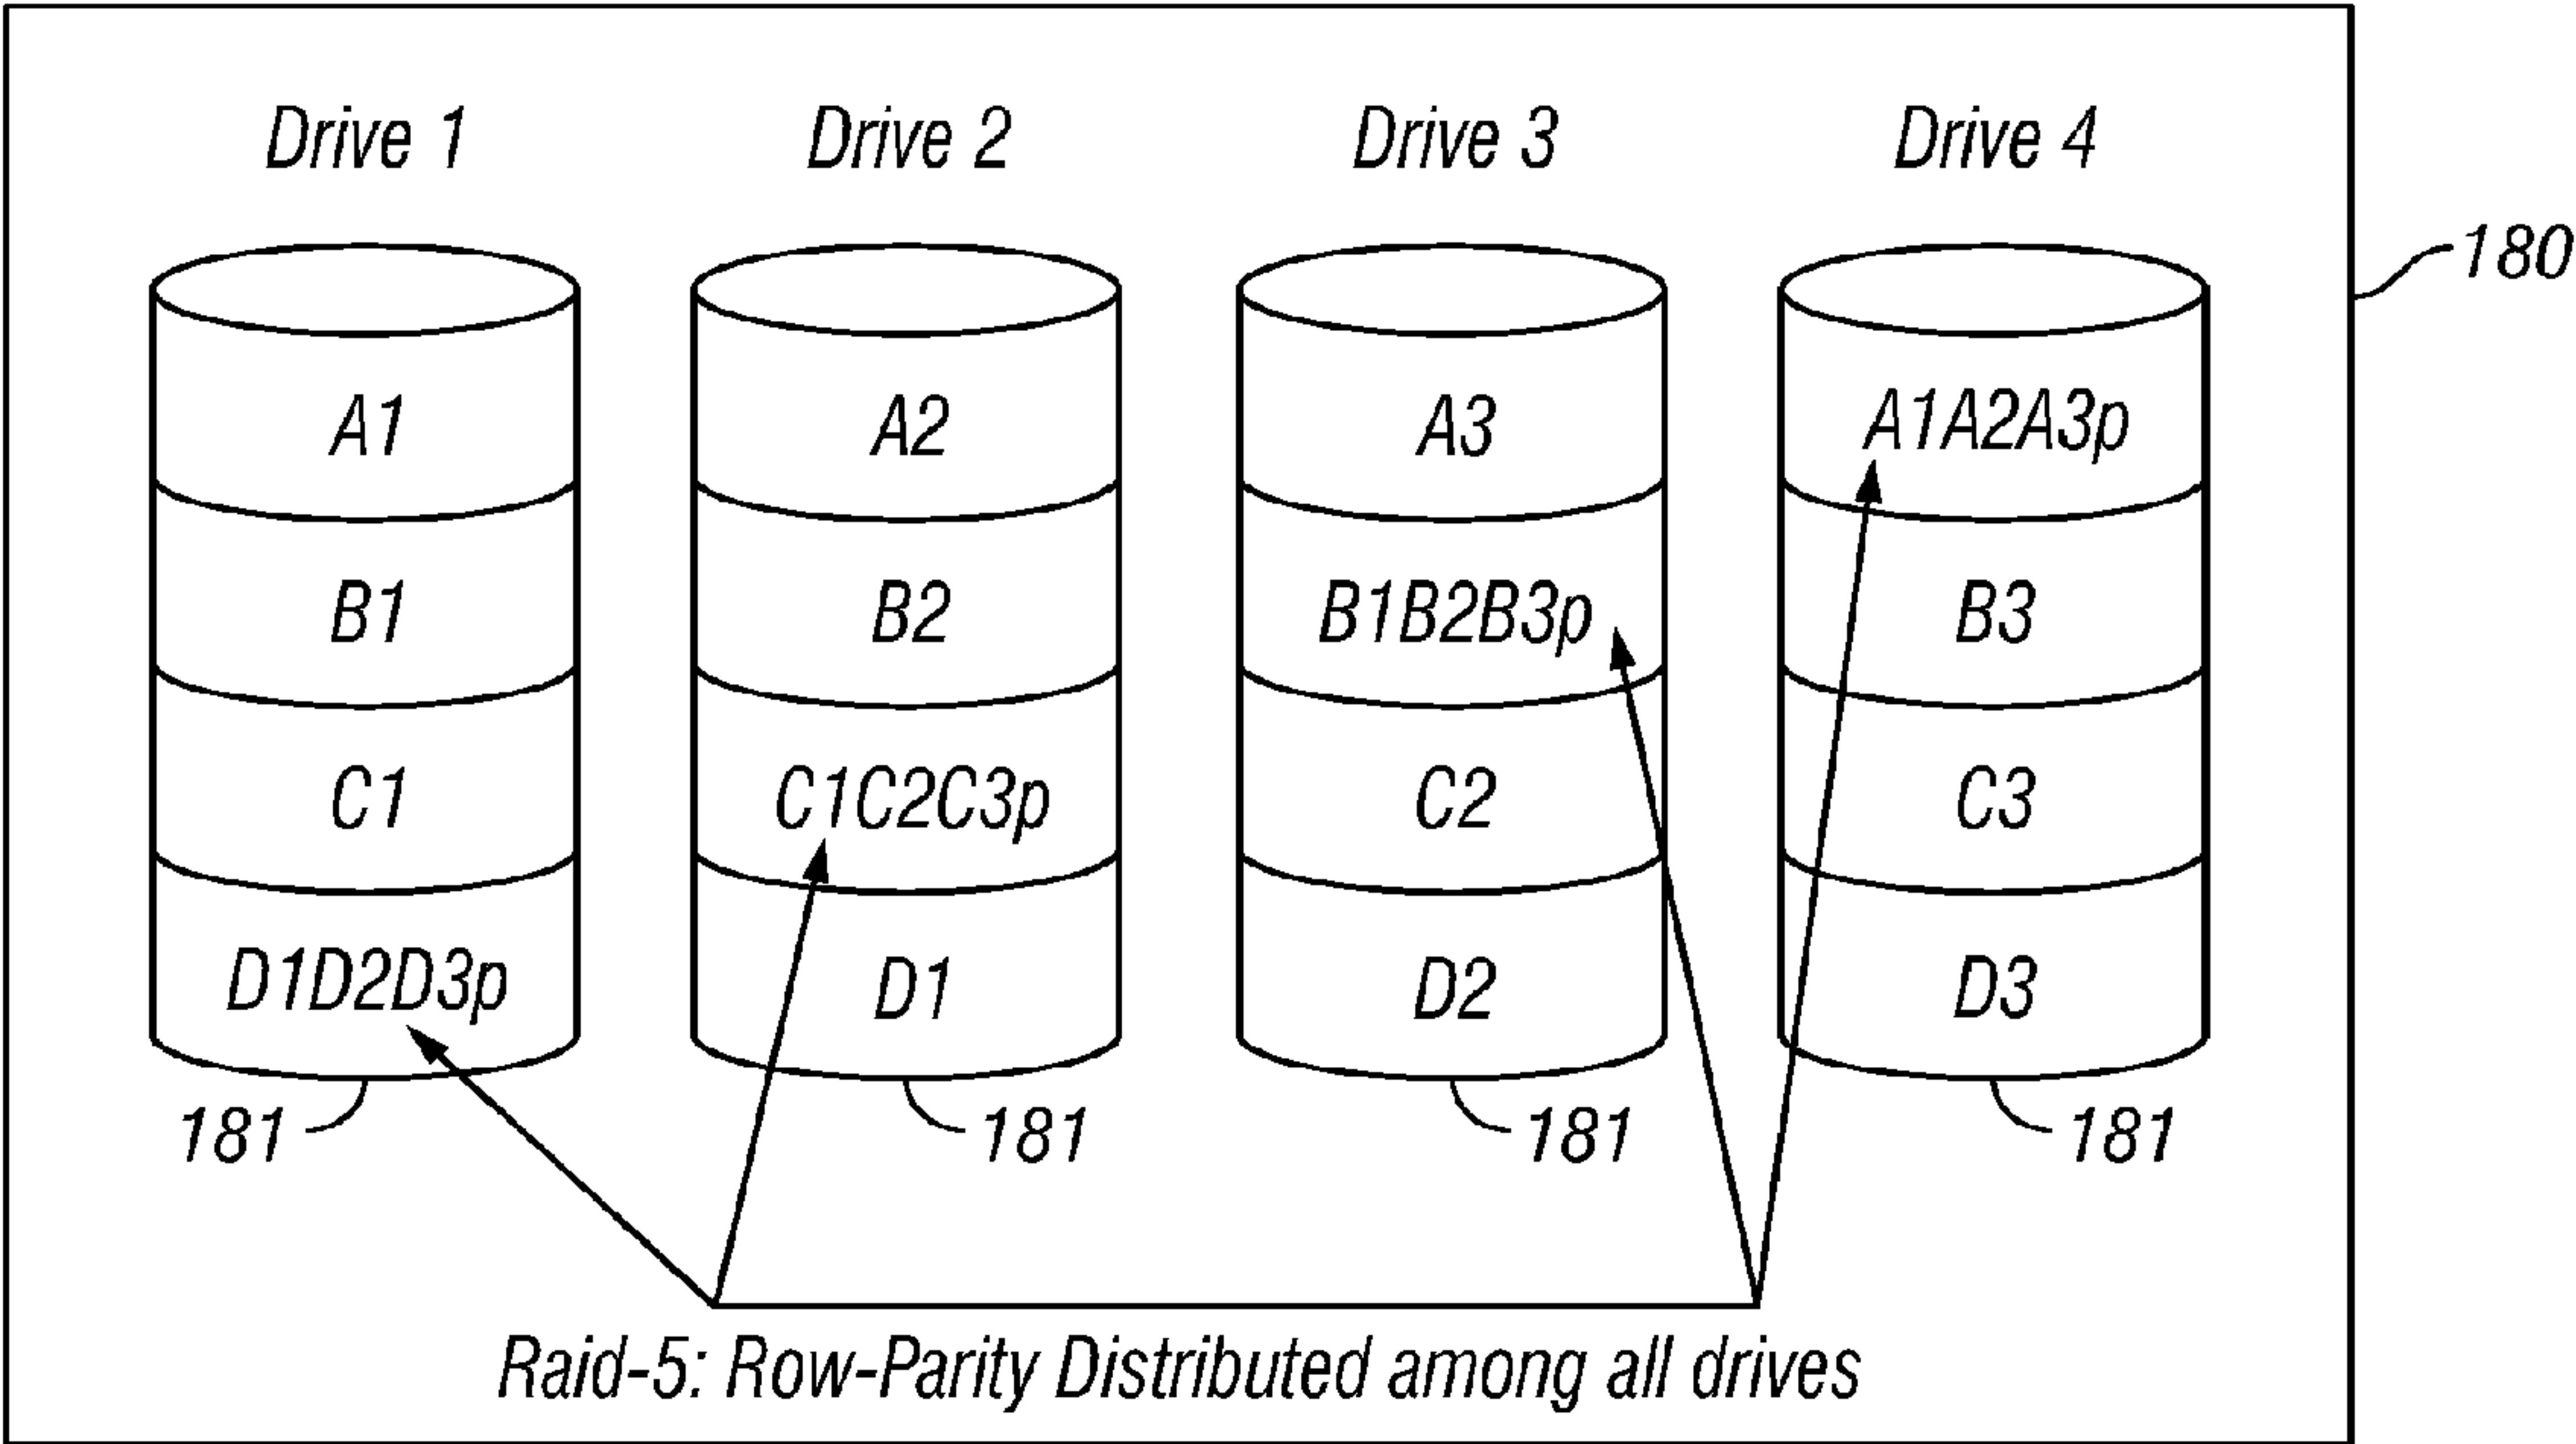 Drive 1 Drive 2 Drive 3 Drive 4
180
A1 A2 A3 A1A2A3p
B1 B2 B1B2B3p B3
C1 C1C2C3p C2 C3
D1D2D3p D1 D2 D3
181 181 181 181
Raid-5: Row-Parity Distributed among all drives